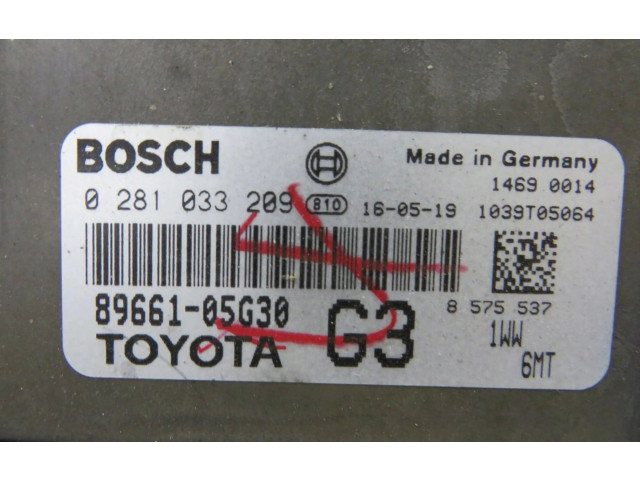 BOSCH Made in Germany
1469 0014
0 281 033 209 810 16-05-19 1039T05064
8 575 537
89661-05G30 G3 1WW
TOYOTA 6MT